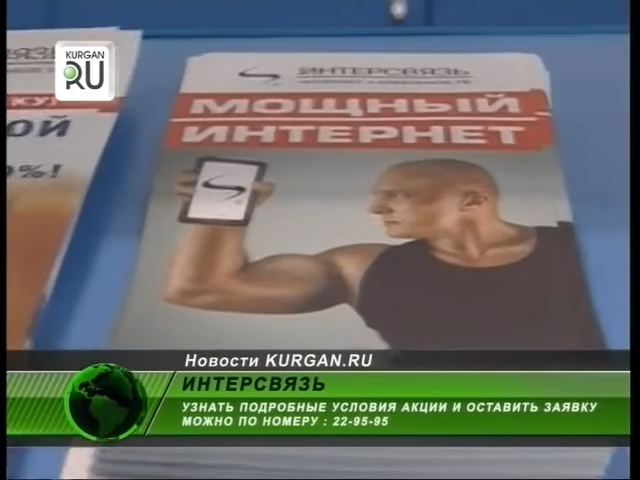 KURGAN
RU
ИНТЕРСВЯЗЬ
МОЩНЫЙ
ИНТЕРНЕТ
ОЙ
%!
Новости KURGAN.RU
ИНТЕРСВЯЗЬ
УЗНАТЬ ПОДРОБНЫЕ УСЛОВИЯ АКЦИИ И ОСТАВИТЬ ЗАЯВКУ
МОЖНО ПО НОМЕРУ : 22-95-95